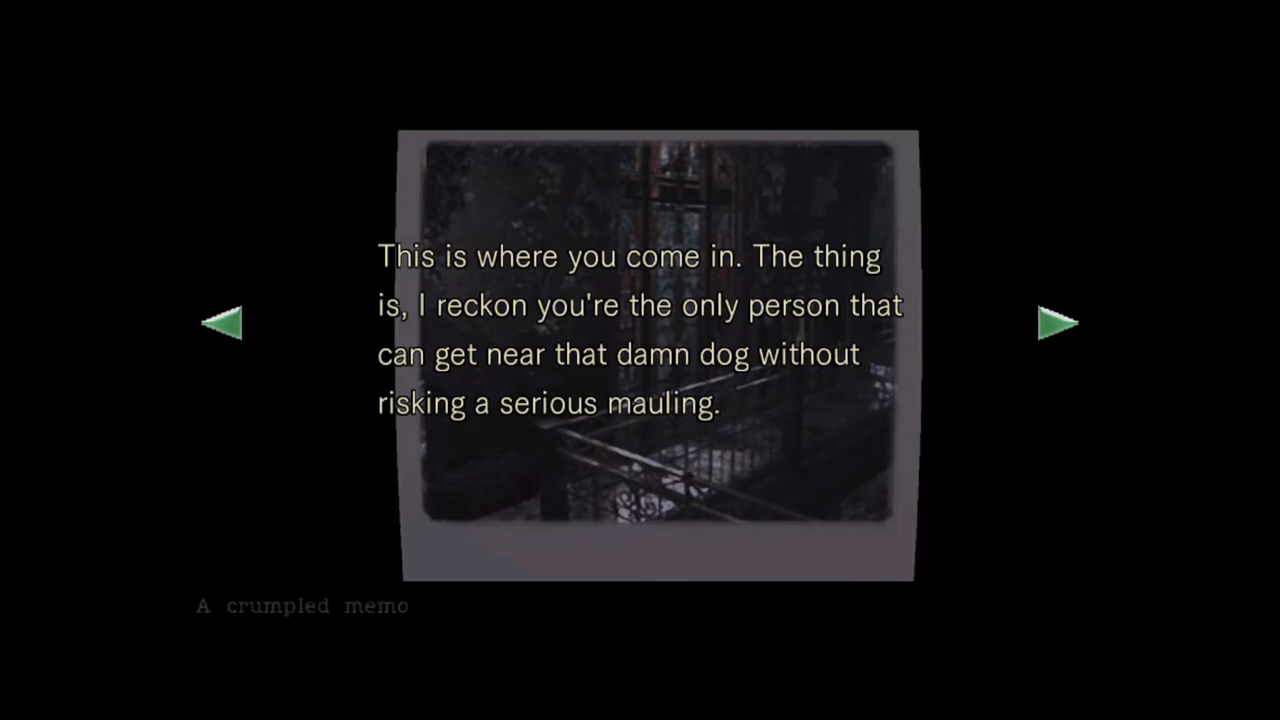 This is where you come in. The thing
is, I reckon you're the only person that
can get near that damn dog without
risking a serious mauling.
A crumpled memo